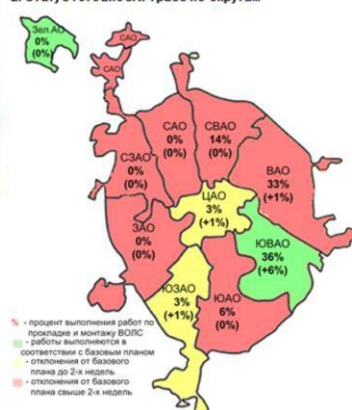 Зел.АО
0%
(0%)
САО
САО
САО
0%
(0%)
СВАО
14%
(0%)
СЗАО
0%
(0%)
ВАО
33%
(+1%)
ЦАО
3%
(+1%)
ЗАО
0%
(0%)
ЮВАО
36%
(+6%)
ЮЗАО
3%
(+1%)
ЮАО
6%
(0%)
% - процент выполнения работ по
прокладке и монтажу ВОЛС
- работы выполняются в
соответствии с базовым планом
- отклонения от базового
плана до 2-х недель
- отклонения от базового
плана свыше 2-х недель